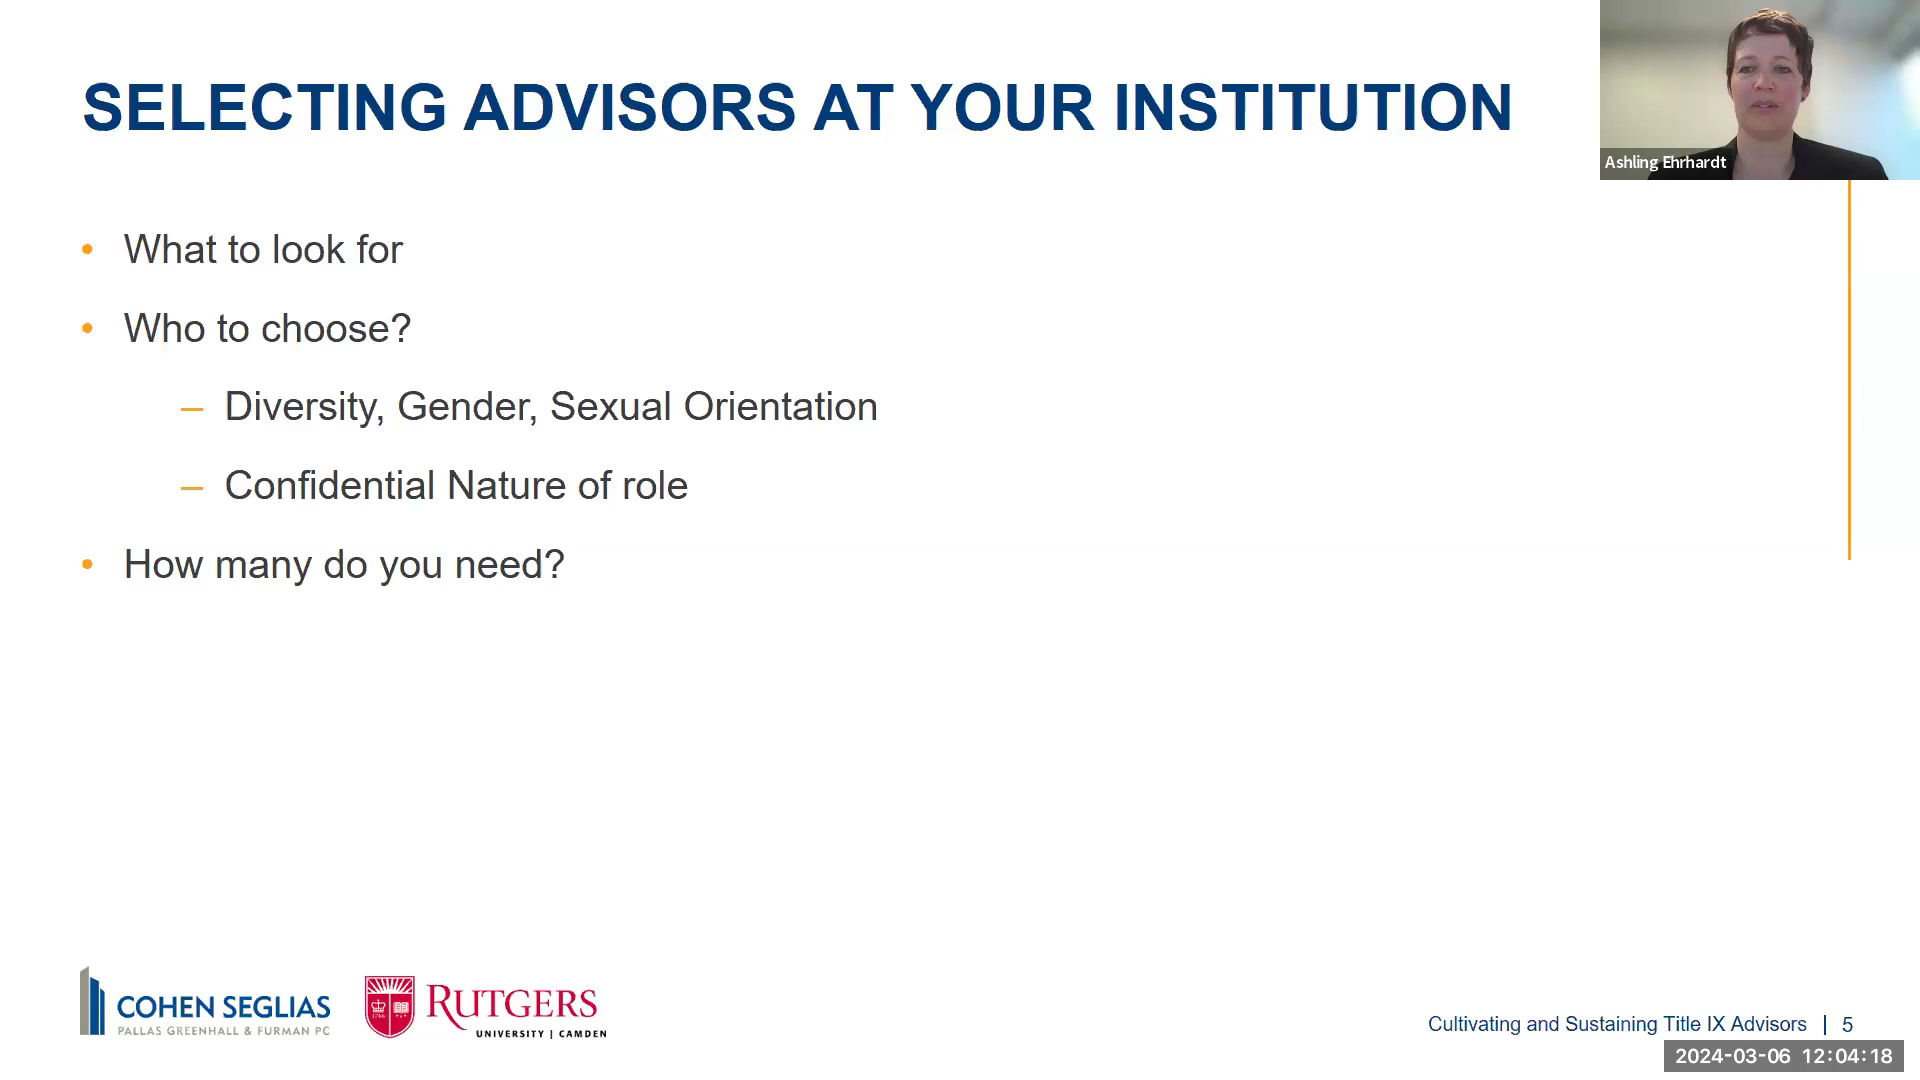 SELECTING ADVISORS AT YOUR INSTITUTION
Ashling Ehrhardt
• What to look for
• Who to choose?
– Diversity, Gender, Sexual Orientation
– Confidential Nature of role
• How many do you need?
COHEN SEGLIAS
PALLAS GREENHALL & FURMAN PC
1766
RUTGERS
UNIVERSITY | CAMDEN
Cultivating and Sustaining Title IX Advisors | 5
2024-03-06 12:04:18